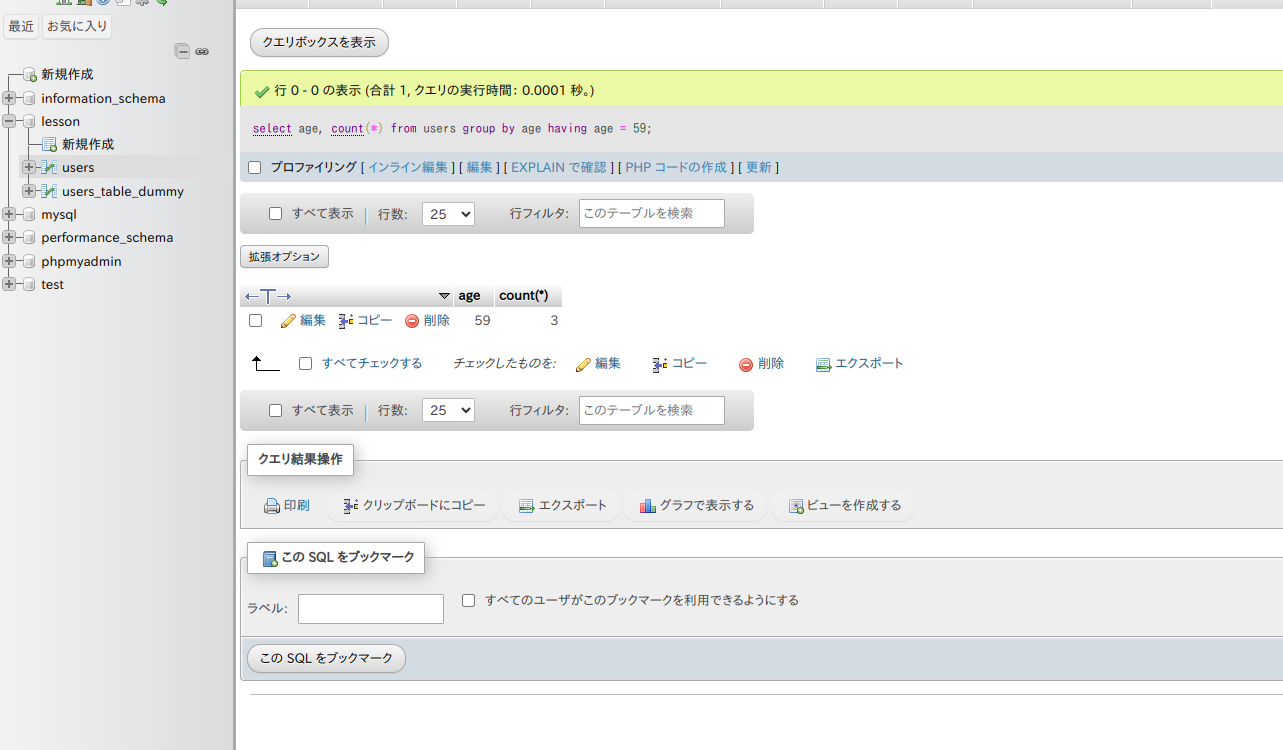 最近 お気に入り
新規作成
information_schema
lesson
新規作成
users
users_table_dummy
mysql
performance_schema
phpmyadmin
test
クエリボックスを表示
行 0 - 0 の表示 (合計 1, クエリの実行時間: 0.0001 秒。)
select age, count(*) from users group by age having age = 59;
プロファイリング [ インライン編集 ] [ 編集 ] [ EXPLAIN で確認 ] [ PHP コードの作成 ] [ 更新 ]
すべて表示 | 行数: 25 行フィルタ: このテーブルを検索
拡張オプション
←T→ age count(*)
編集 コピー 削除 59 3
すべてチェックする チェックしたものを: 編集 コピー 削除 エクスポート
すべて表示 | 行数: 25 行フィルタ: このテーブルを検索
クエリ結果操作
印刷 クリップボードにコピー エクスポート グラフで表示する ビューを作成する
この SQL をブックマーク
ラベル: すべてのユーザがこのブックマークを利用できるようにする
この SQL をブックマーク